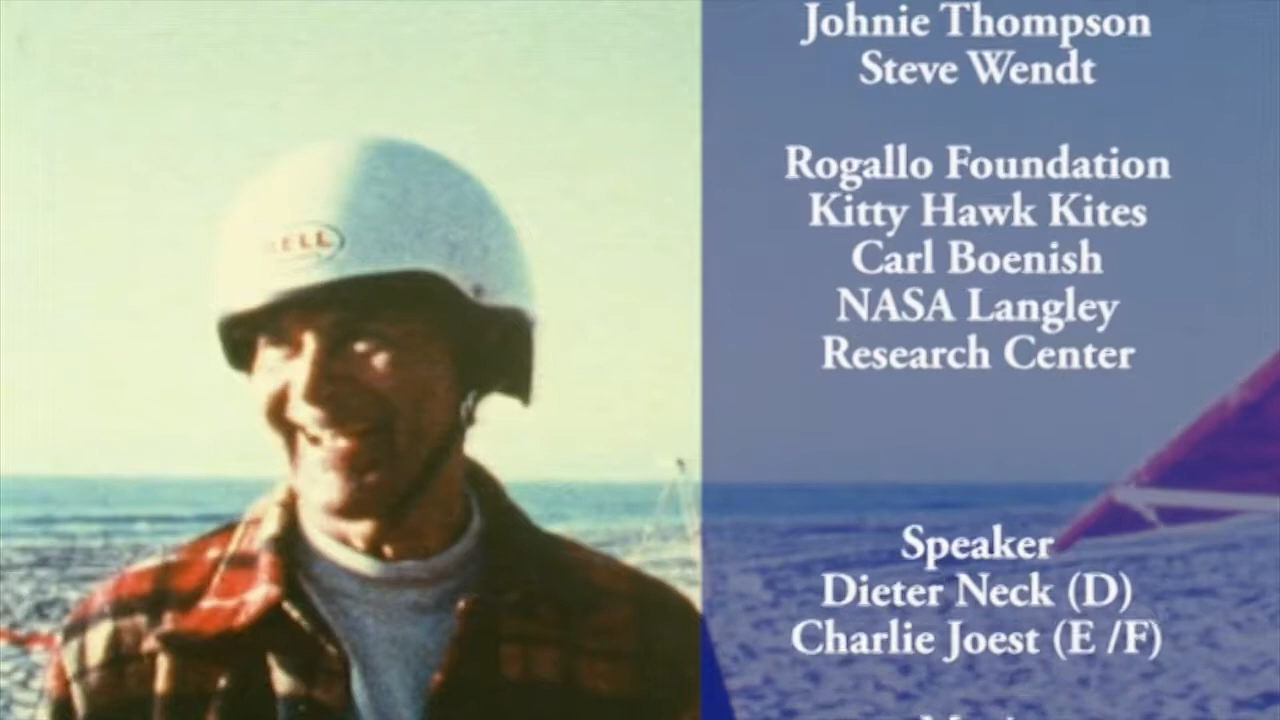 Johnie Thompson
Steve Wendt
Rogallo Foundation
Kitty Hawk Kites
Carl Boenish
NASA Langley
Research Center
Speaker
Dieter Neck (D)
Charlie Joest (E /F)